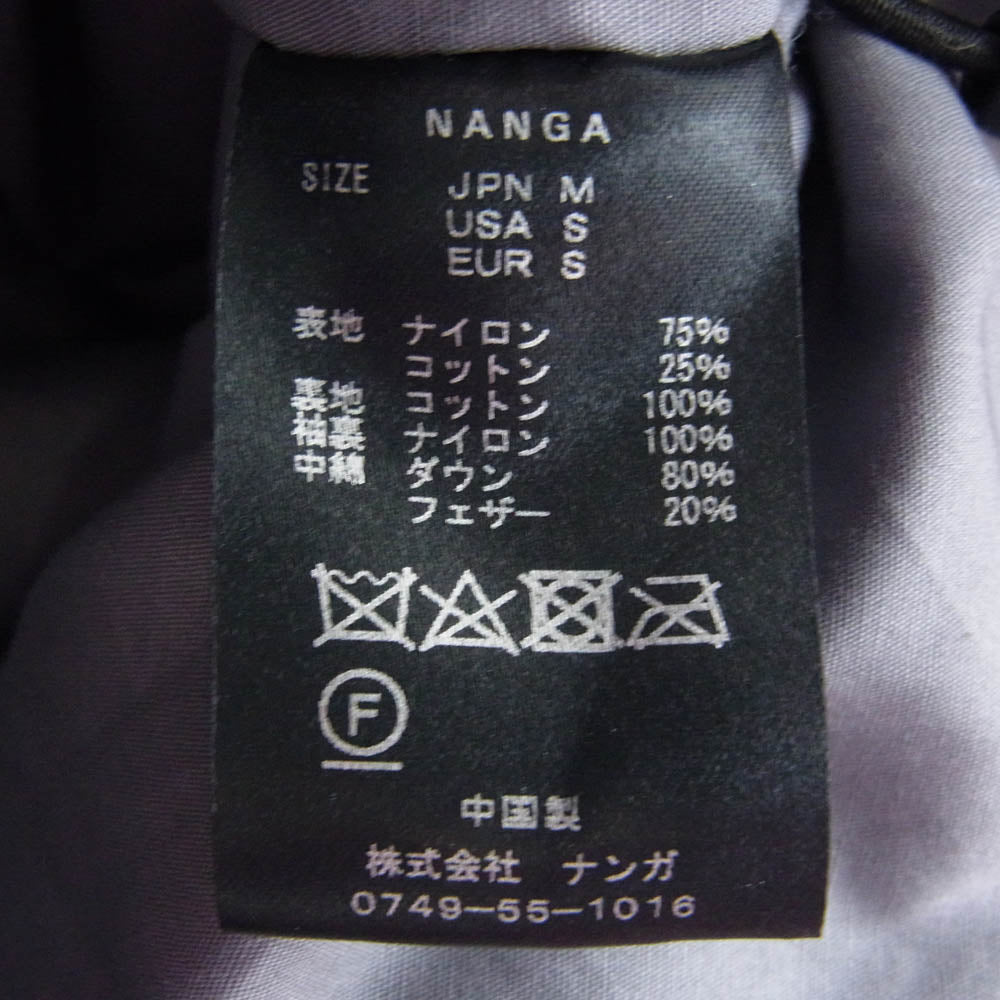 NANGA
SIZE JPN M
USA S
EUR S
表地 ナイロン 75%
コットン 25%
裏地 コットン 100%
袖裏 ナイロン 100%
中綿 ダウン 80%
フェザー 20%
F
中国製
株式会社 ナンガ
0749-55-1016